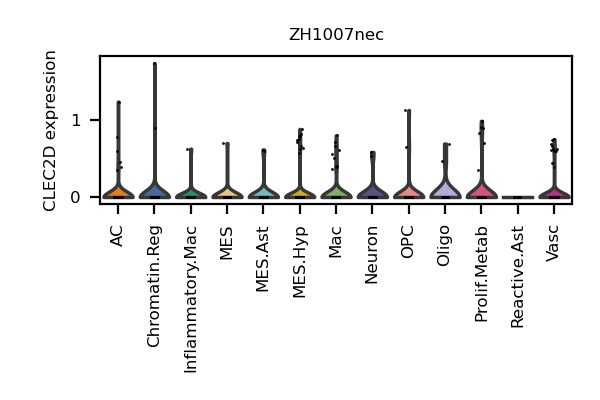 ZH1007nec
CLEC2D expression
1
0
AC
Chromatin.Reg
Inflammatory.Mac
MES
MES.Ast
MES.Hyp
Mac
Neuron
OPC
Oligo
Prolif.Metab
Reactive.Ast
Vasc